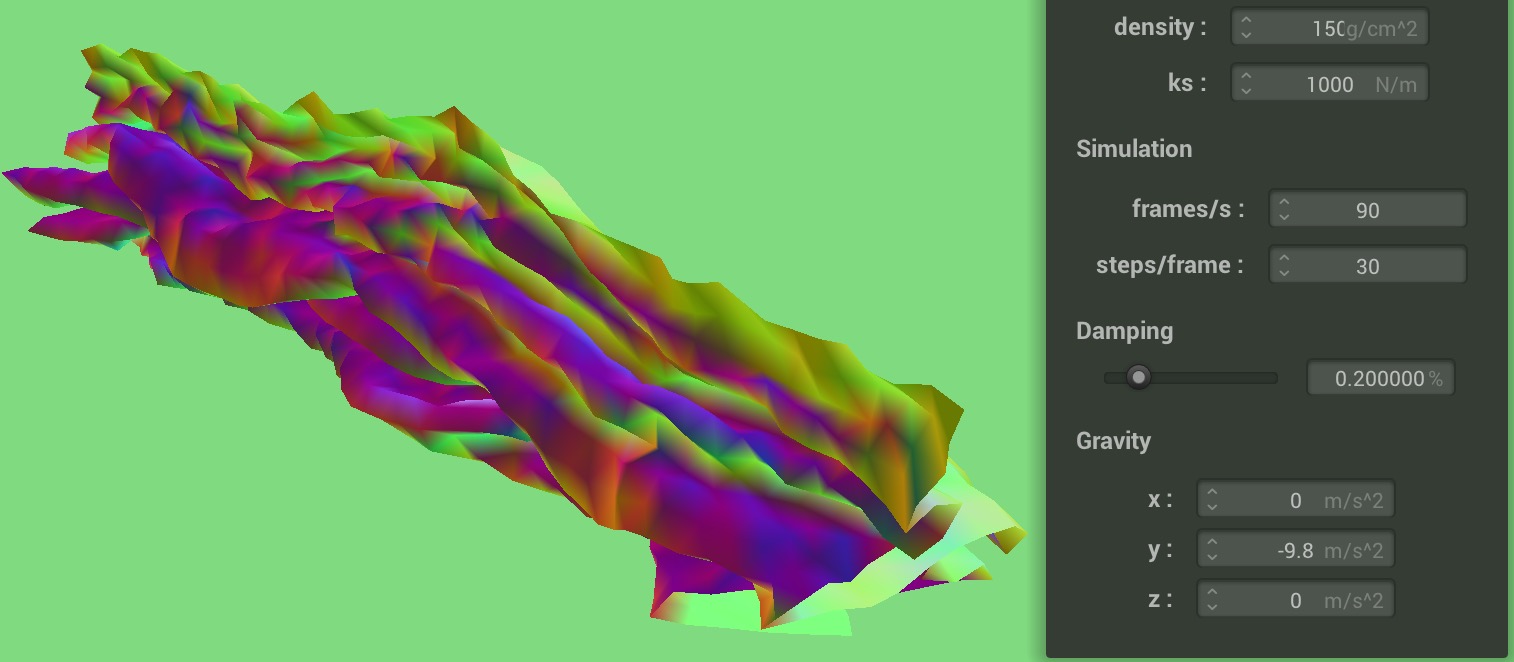 density : 150 g/cm^2
ks : 1000 N/m
Simulation
frames/s : 90
steps/frame : 30
Damping
0.200000 %
Gravity
x : 0 m/s^2
y : -9.8 m/s^2
z : 0 m/s^2